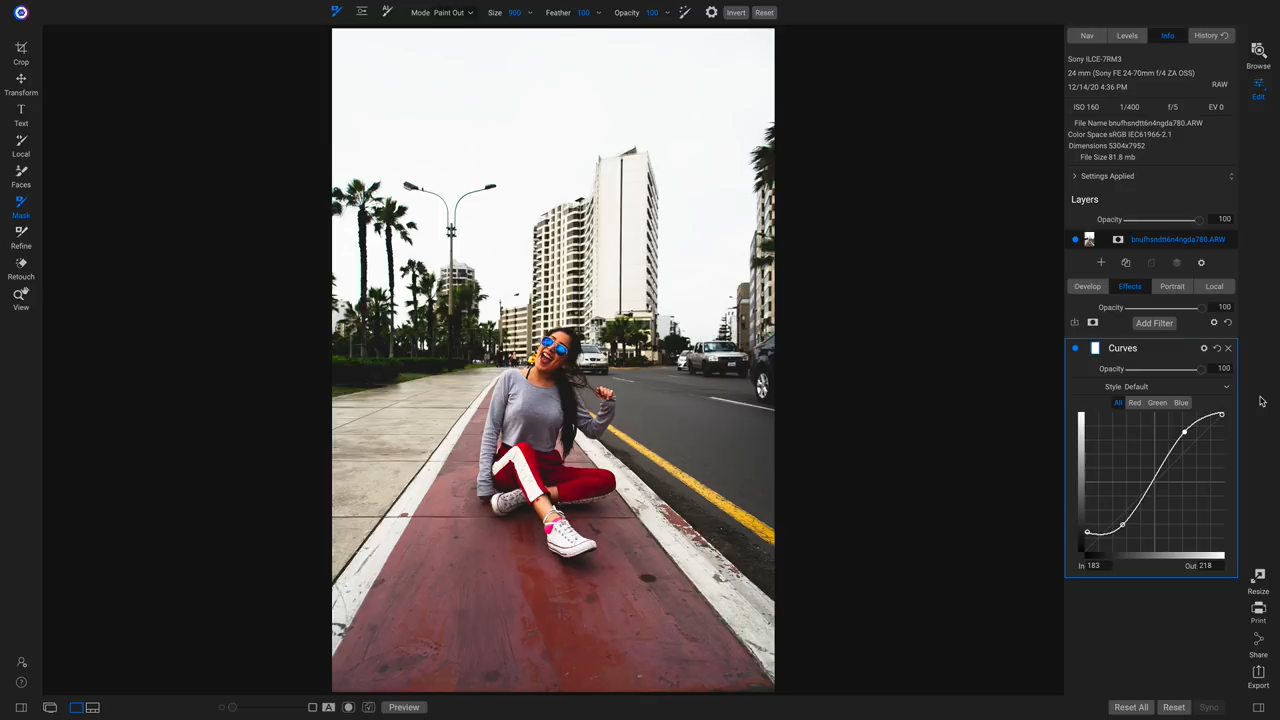 Mode Paint Out Size 900 Feather 100 Opacity 100 Invert Reset
Crop
Transform
Text
Local
Faces
Mask
Refine
Retouch
View
Nav Levels Info History
Sony ILCE-7RM3
24 mm (Sony FE 24-70mm f/4 ZA OSS)
12/14/20 4:36 PM RAW
ISO 160 1/400 f/5 EV 0
File Name bnufhsndtt6n4ngda780.ARW
Color Space sRGB IEC61966-2.1
Dimensions 5304x7952
File Size 81.8 mb
Settings Applied
Layers
Opacity 100
bnufhsndtt6n4ngda780.ARW
Develop Effects Portrait Local
Opacity 100
Add Filter
Curves
Opacity 100
Style Default
All Red Green Blue
In 183 Out 218
Browse
Edit
Resize
Print
Share
Export
A Preview
Reset All Reset Sync